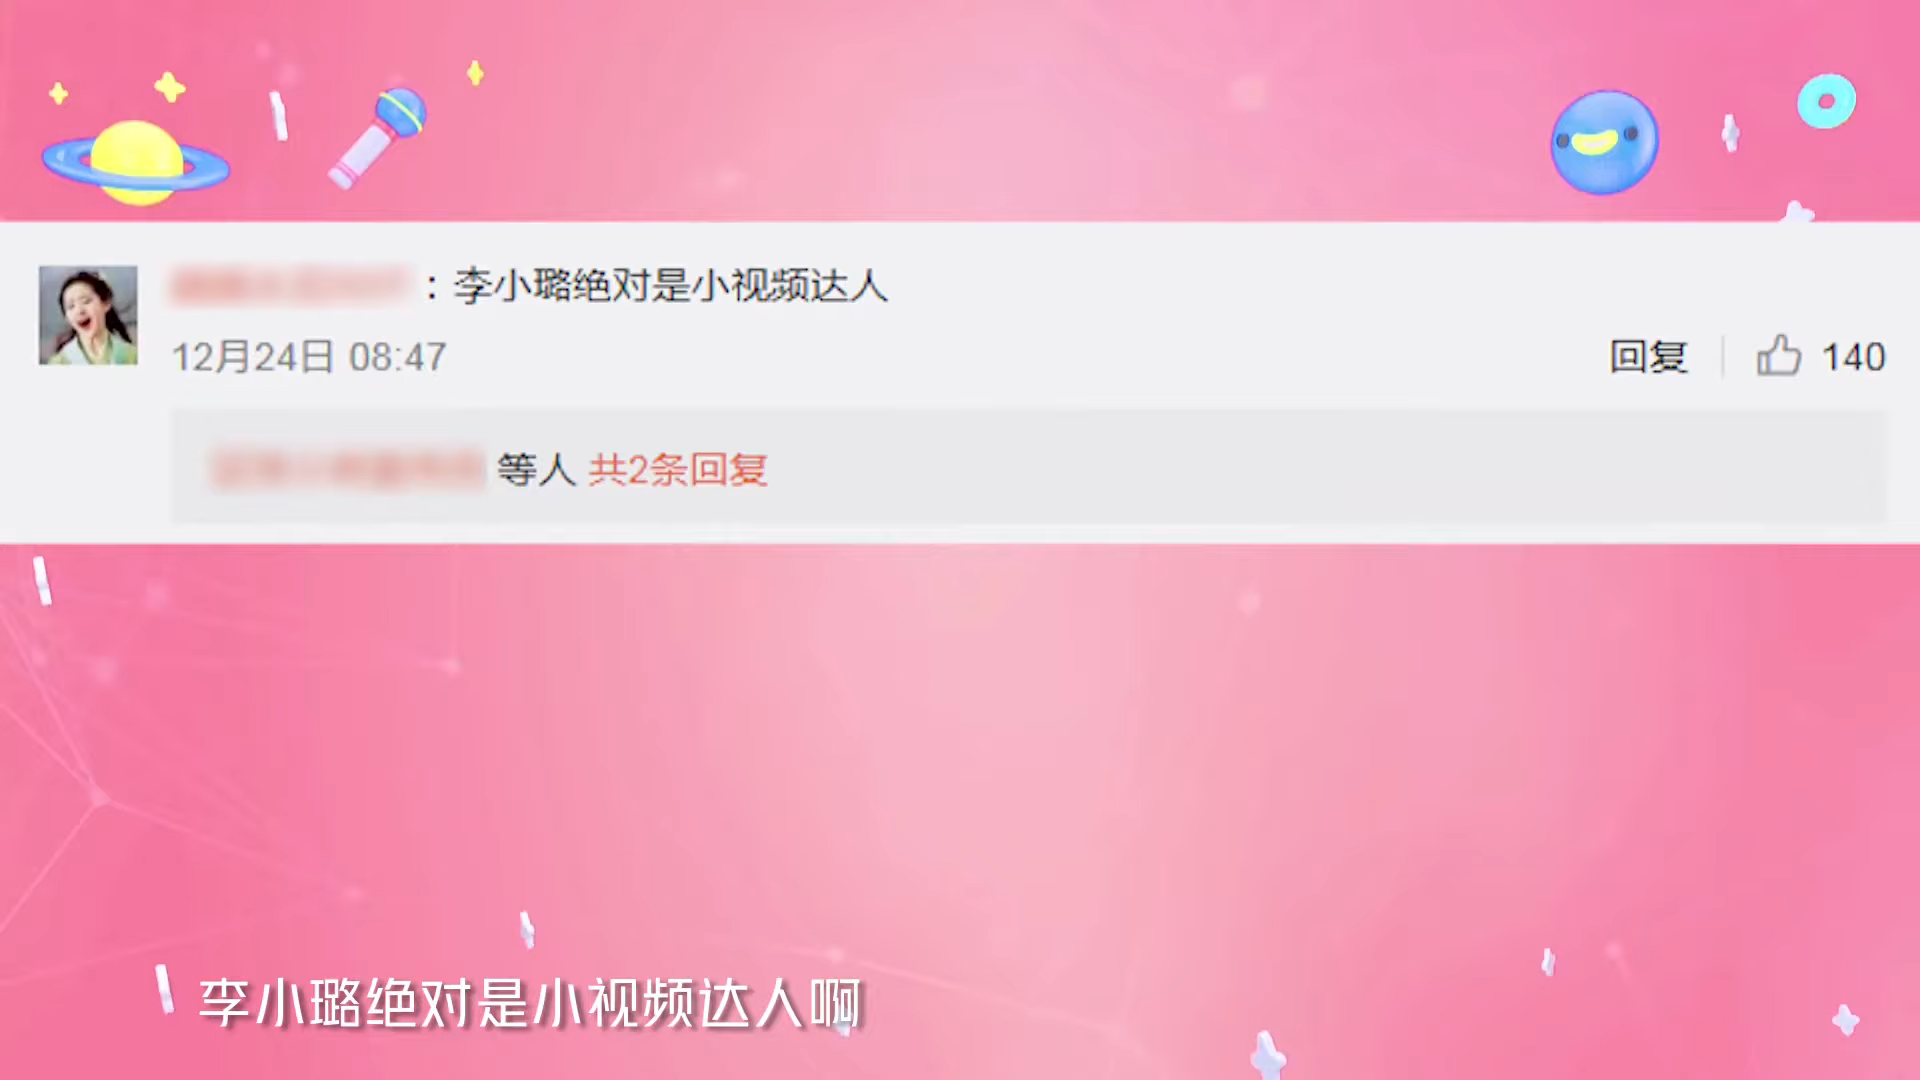 ：李小璐绝对是小视频达人
12月24日 08:47
回复 140
等人 共2条回复
李小璐绝对是小视频达人啊